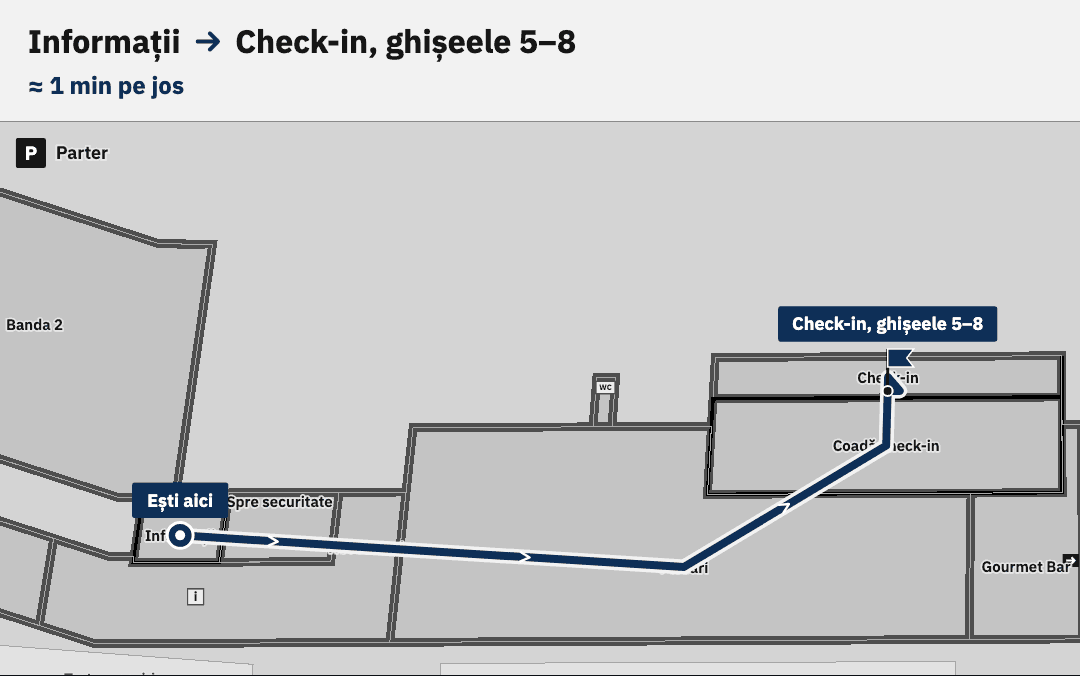 Informații → Check-in, ghișeele 5–8
≈ 1 min pe jos
P Parter
Banda 2
Check-in, ghișeele 5–8
WC
Ești aici
Spre securitate
i
Gourmet Bar